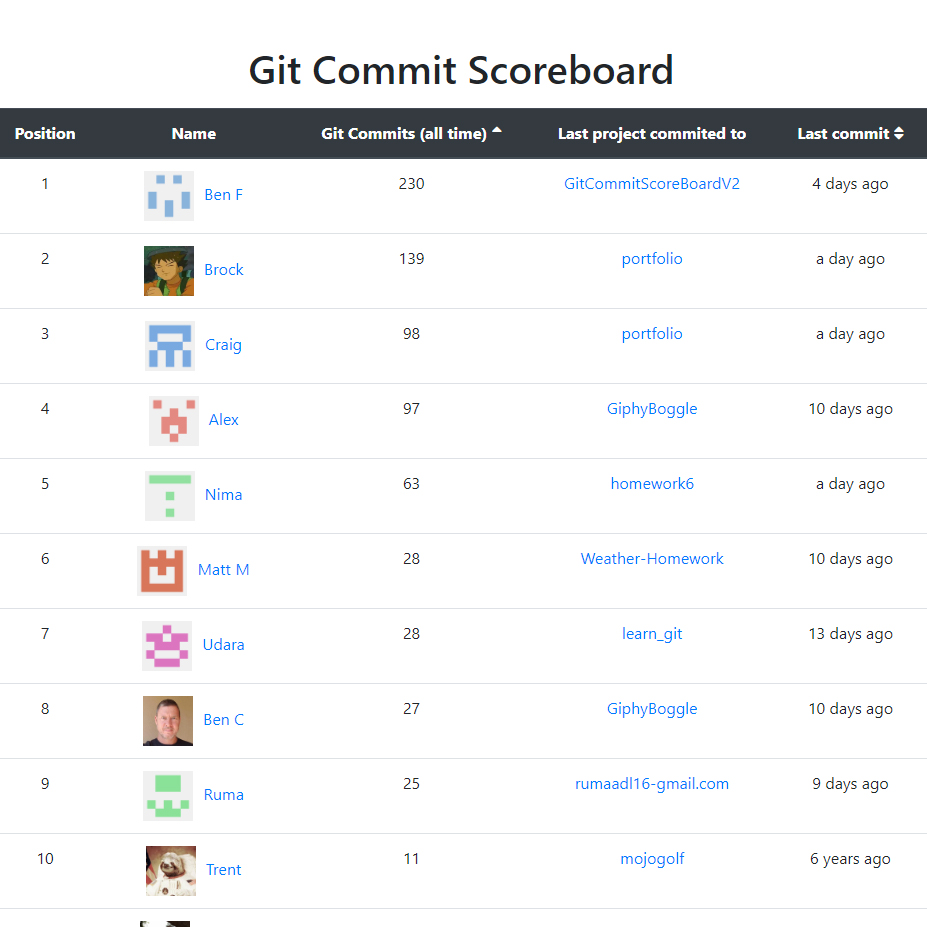 Git Commit Scoreboard
Position Name Git Commits (all time) Last project commited to Last commit
1 Ben F 230 GitCommitScoreBoardV2 4 days ago
2 Brock 139 portfolio a day ago
3 Craig 98 portfolio a day ago
4 Alex 97 GiphyBoggle 10 days ago
5 Nima 63 homework6 a day ago
6 Matt M 28 Weather-Homework 10 days ago
7 Udara 28 learn_git 13 days ago
8 Ben C 27 GiphyBoggle 10 days ago
9 Ruma 25 rumaadl16-gmail.com 9 days ago
10 Trent 11 mojogolf 6 years ago